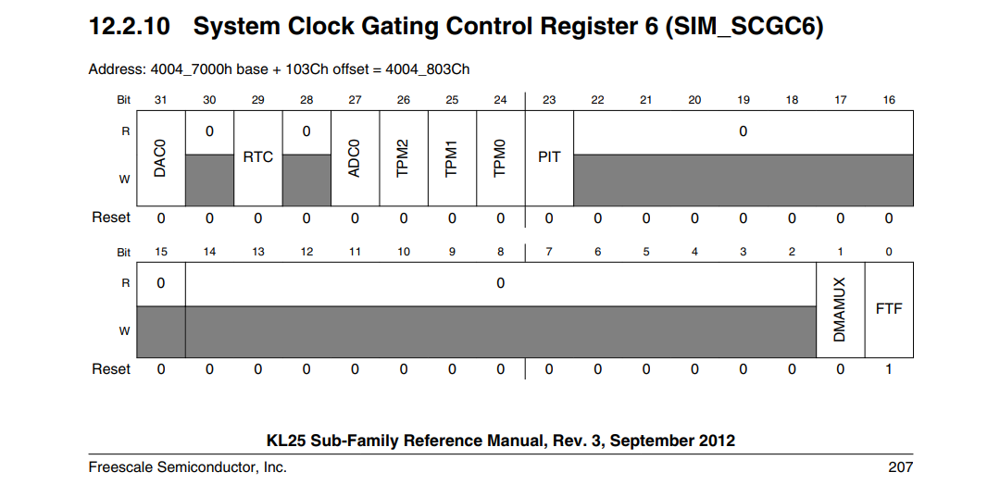 12.2.10 System Clock Gating Control Register 6 (SIM_SCGC6)
Address: 4004_7000h base + 103Ch offset = 4004_803Ch
Bit 31 30 29 28 27 26 25 24 23 22 21 20 19 18 17 16
R DAC0 0 RTC 0 ADC0 TPM2 TPM1 TPM0 PIT 0
W
Reset 0 0 0 0 0 0 0 0 0 0 0 0 0 0 0 0
Bit 15 14 13 12 11 10 9 8 7 6 5 4 3 2 1 0
R 0 0 DMAMUX FTF
W
Reset 0 0 0 0 0 0 0 0 0 0 0 0 0 0 0 1
KL25 Sub-Family Reference Manual, Rev. 3, September 2012
Freescale Semiconductor, Inc. 207